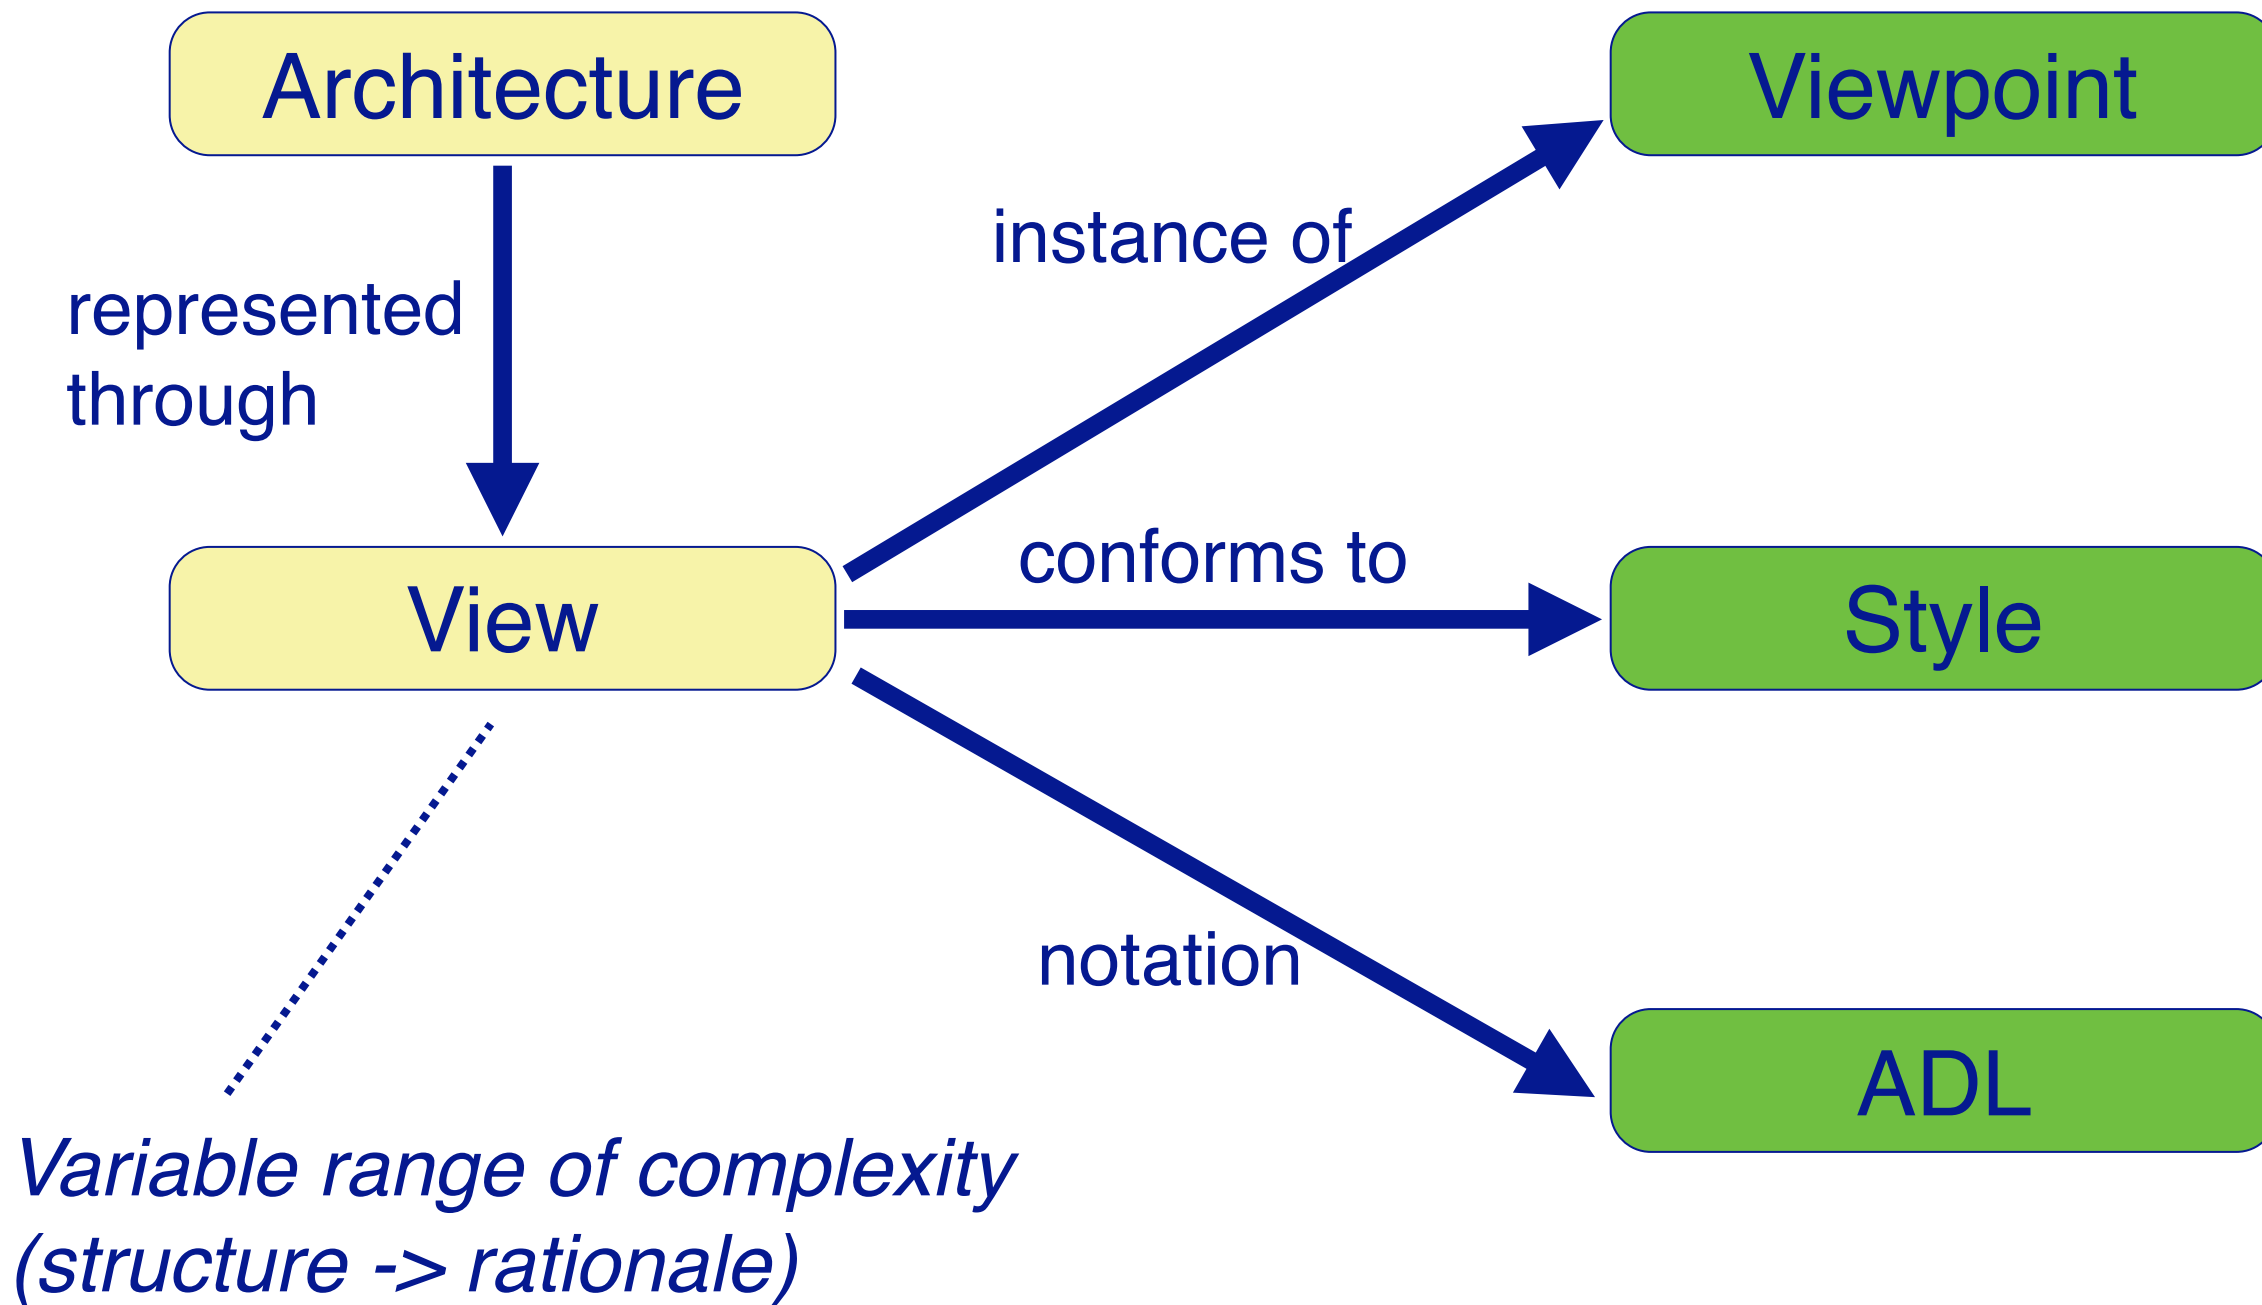 Architecture
Viewpoint
instance of
represented
through
conforms to
View
Style
notation
ADL
Variable range of complexity
(structure -> rationale)